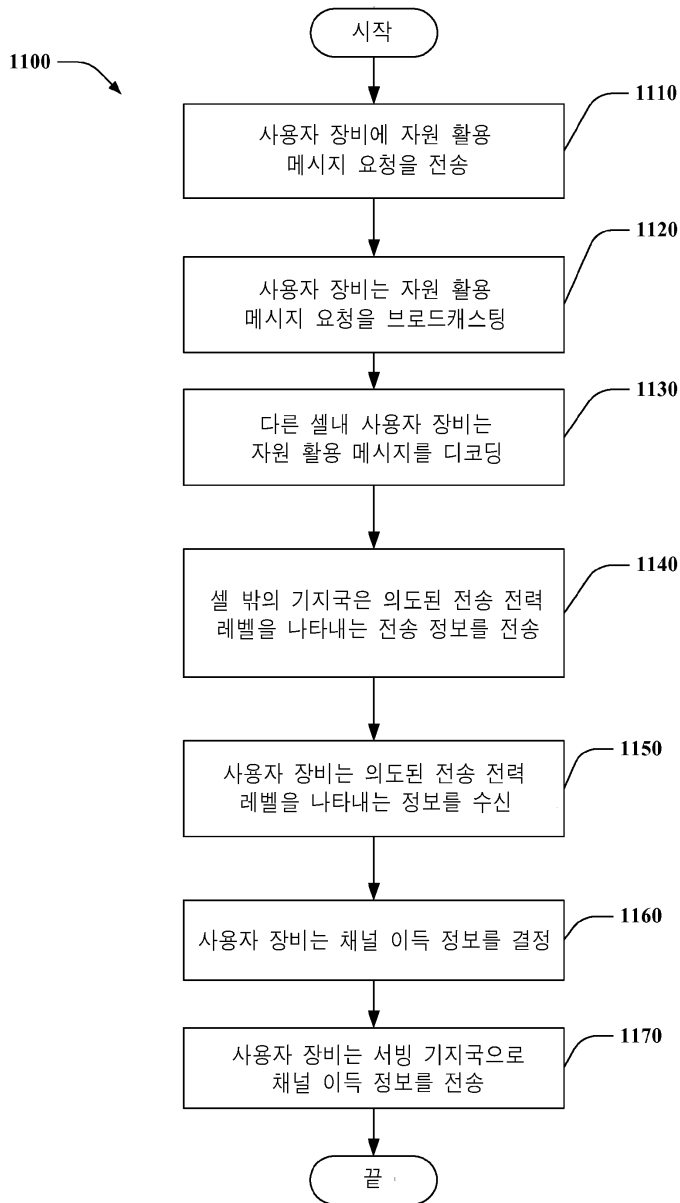 시작
1100
1110
사용자 장비에 자원 활용
메시지 요청을 전송
1120
사용자 장비는 자원 활용
메시지 요청을 브로드캐스팅
1130
다른 셀내 사용자 장비는
자원 활용 메시지를 디코딩
1140
셀 밖의 기지국은 의도된 전송 전력
레벨을 나타내는 전송 정보를 전송
1150
사용자 장비는 의도된 전송 전력
레벨을 나타내는 정보를 수신
1160
사용자 장비는 채널 이득 정보를 결정
1170
사용자 장비는 서빙 기지국으로
채널 이득 정보를 전송
끝